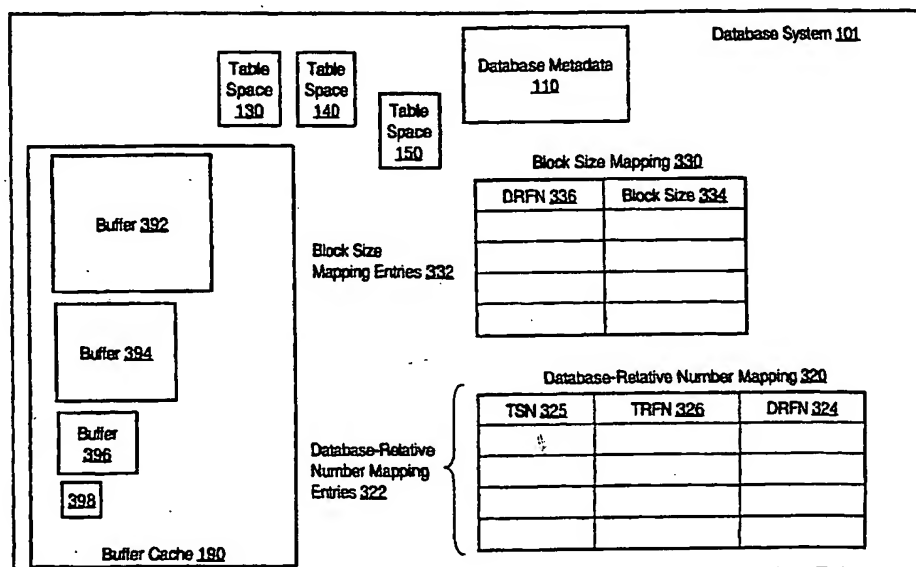 Database System 101
Table
Space
130
Table
Space
140
Table
Space
150
Database Metadata
110
Buffer 392
Buffer 394
Buffer
396
398
Buffer Cache 190
Block Size Mapping 330
DRFN 336
Block Size 334
Block Size
Mapping Entries 332
Database-Relative Number Mapping 320
TSN 325
TRFN 326
DRFN 324
Database-Relative
Number Mapping
Entries 322